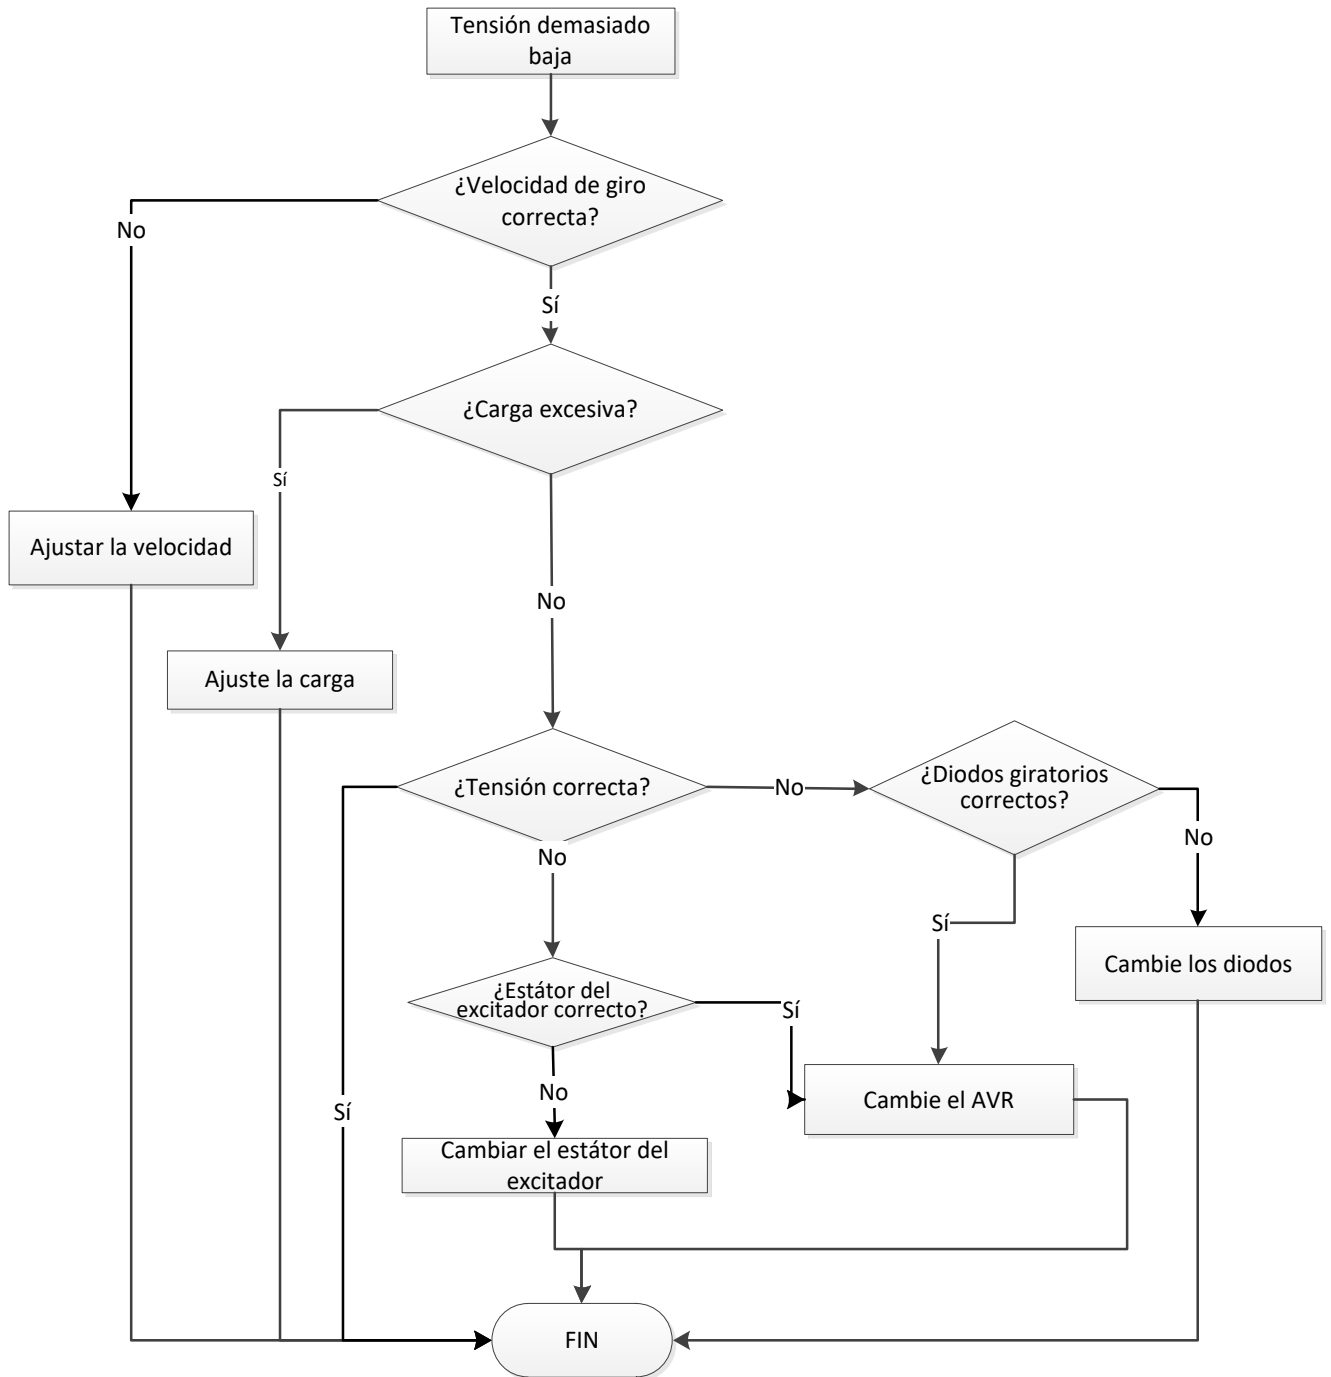 Tensión demasiado
baja
¿Velocidad de giro
correcta?
No
Sí
¿Carga excesiva?
Sí
Ajustar la velocidad
No
Ajuste la carga
¿Tensión correcta?
No
¿Diodos giratorios
correctos?
No
No
Sí
Cambie los diodos
¿Estátor del
excitador correcto?
Sí
No
Cambie el AVR
Sí
Cambiar el estátor del
excitador
FIN